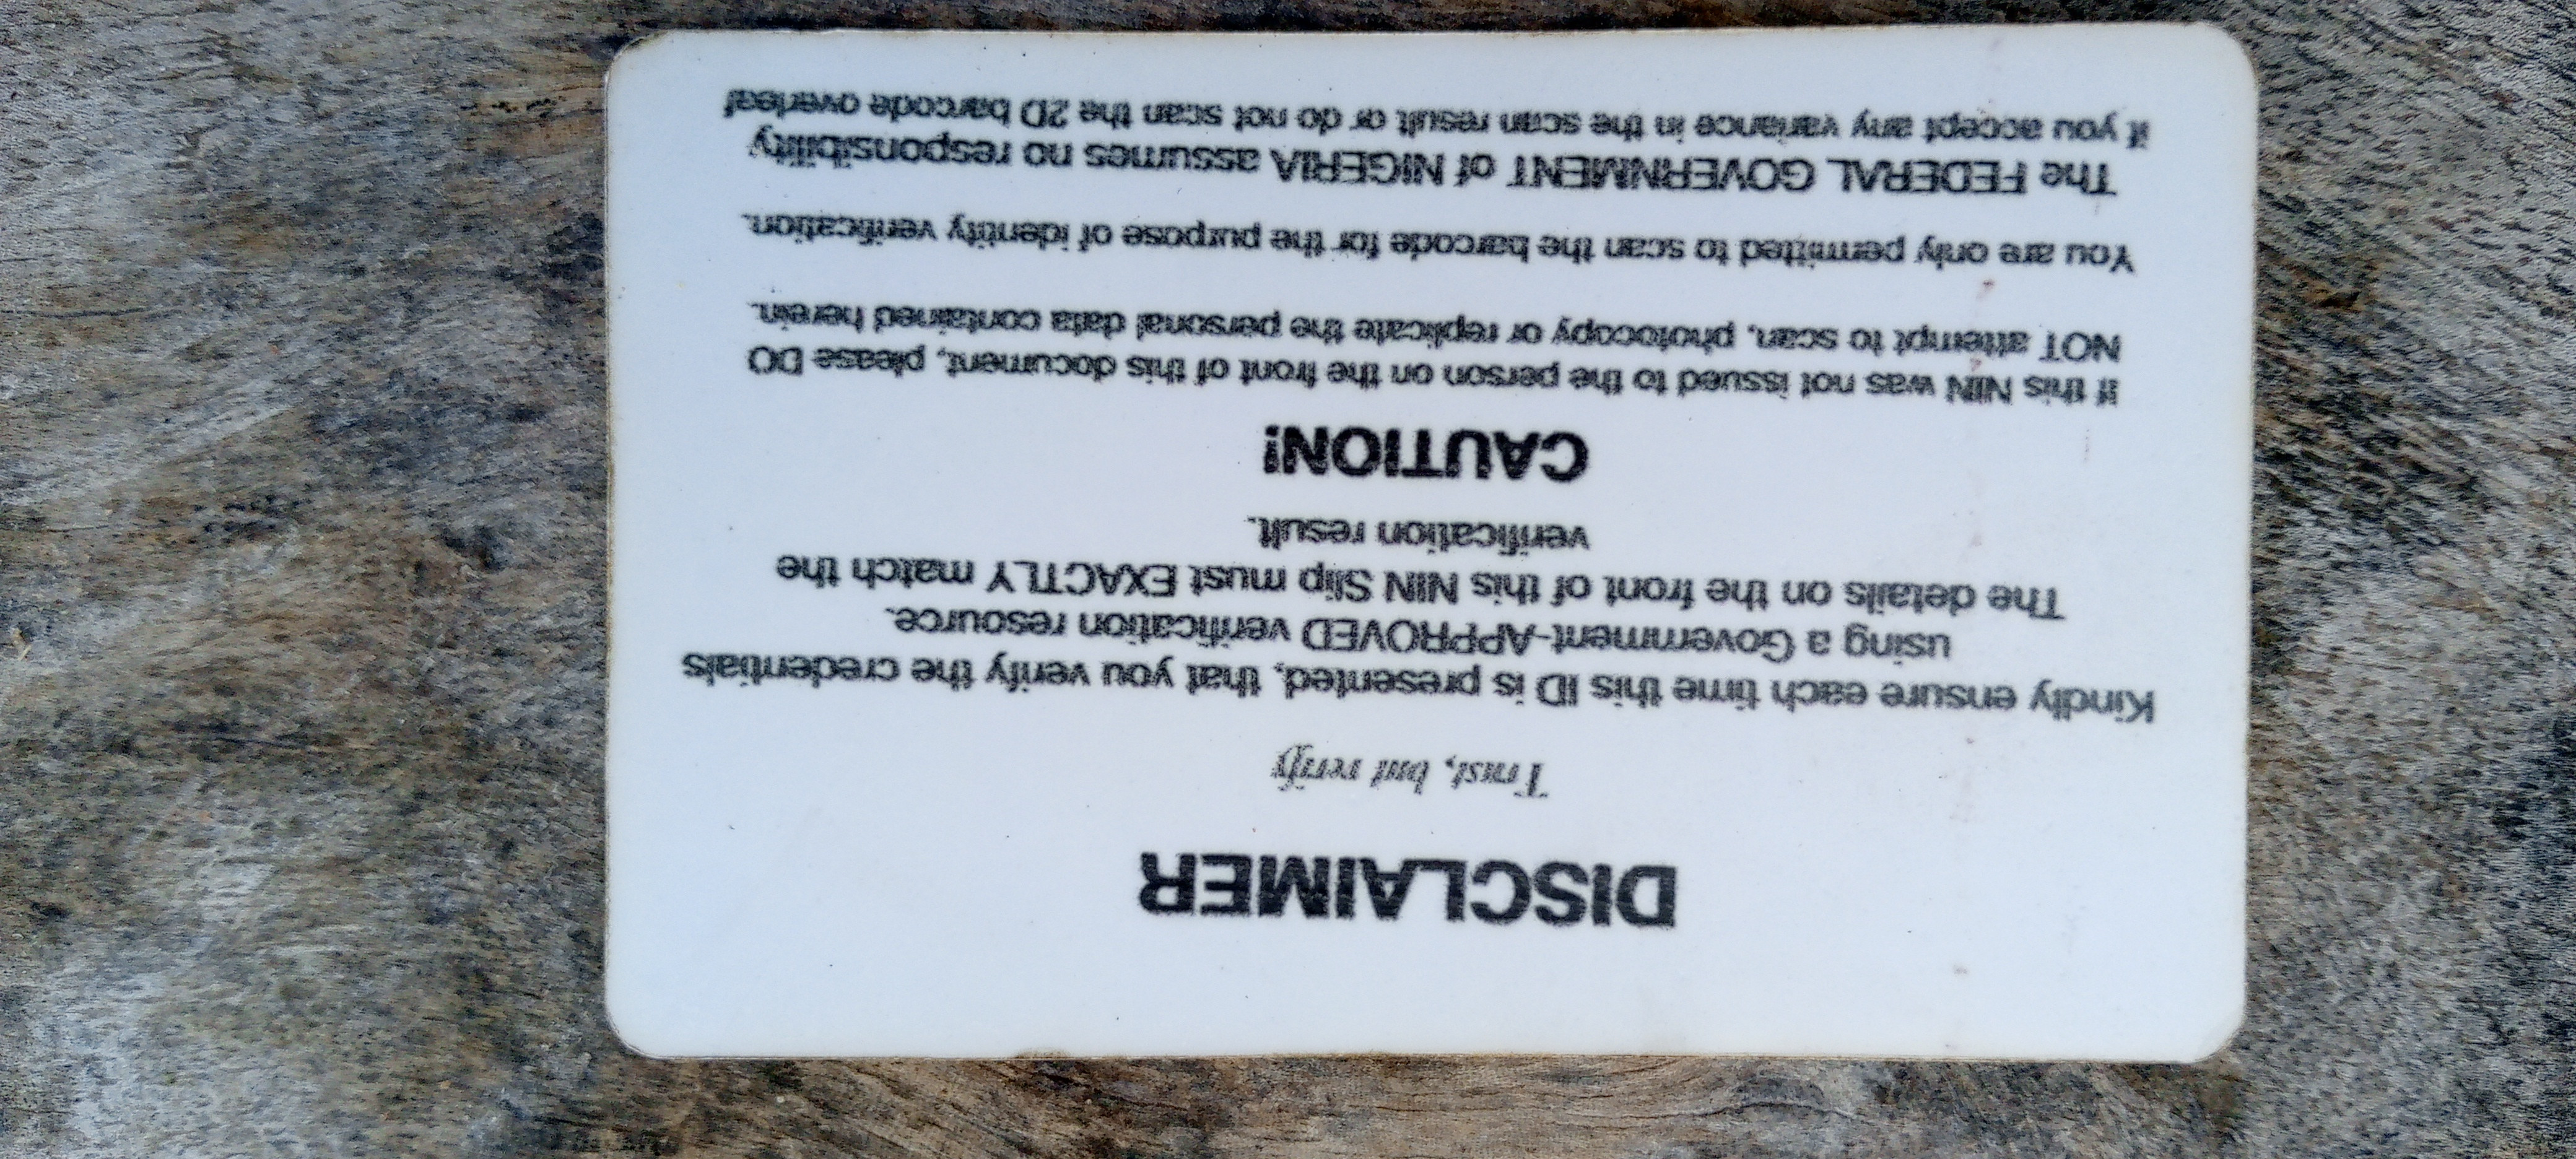 DISCLAIMER
Trust, but verify
Kindly ensure each time this ID is presented, that you verify the credentials
using a Government-APPROVED verification resource.
The details on the front of this NIN Slip must EXACTLY match the
verification result.
CAUTION!
If this NIN was not issued to the person on the front of this document, please DO
NOT attempt to scan, photocopy or replicate the personal data contained herein.
You are only permitted to scan the barcode for the purpose of identity verification.
The FEDERAL GOVERNMENT of NIGERIA assumes no responsibility
if you accept any variance in the scan result or do not scan the 2D barcode overleaf